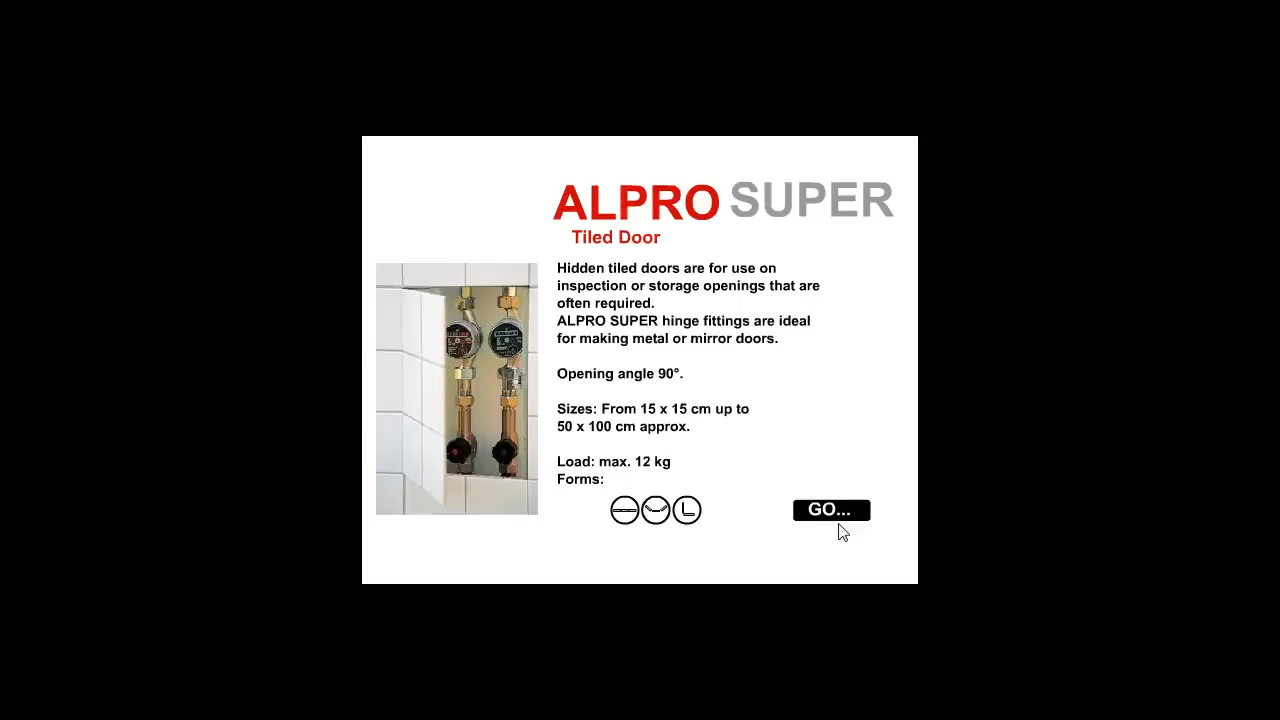 ALPRO SUPER
Tiled Door
Hidden tiled doors are for use on
inspection or storage openings that are
often required.
ALPRO SUPER hinge fittings are ideal
for making metal or mirror doors.
Opening angle 90°.
Sizes: From 15 x 15 cm up to
50 x 100 cm approx.
Load: max. 12 kg
Forms:
GO...